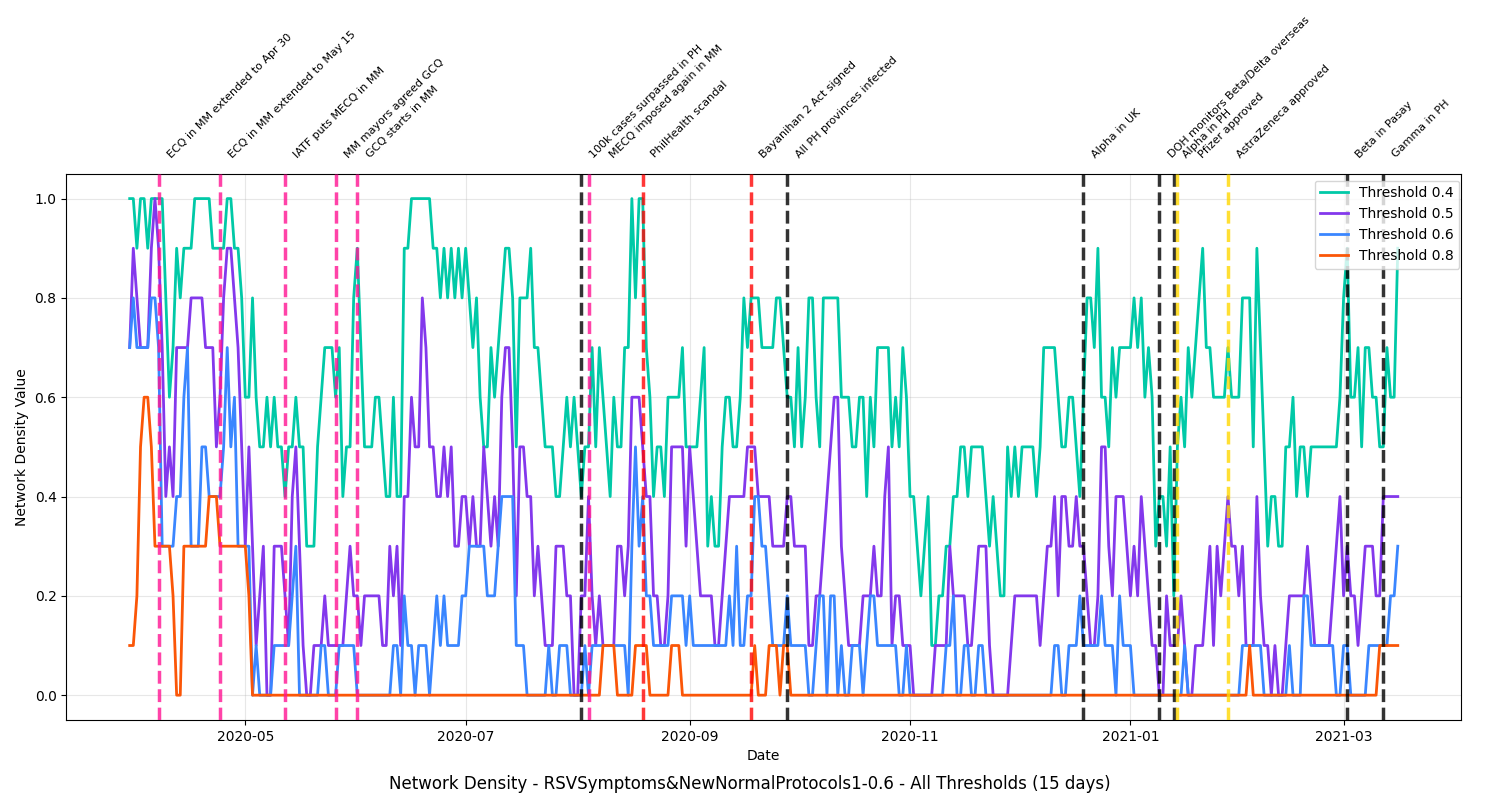 ECQ in MM extended to Apr 30
ECQ in MM extended to May 15
IATF puts MECQ in MM
MM mayors agreed GCQ
GCQ starts in MM
100k cases surpassed in PH
MECQ imposed again in MM
PhilHealth scandal
Bayanihan 2 Act signed
All PH provinces infected
Alpha in UK
DOH monitors Beta/Delta overseas
Alpha in PH
Pfizer approved
AstraZeneca approved
Beta in Pasay
Gamma in PH
Threshold 0.4
Threshold 0.5
Threshold 0.6
Threshold 0.8
Network Density Value
1.0
0.8
0.6
0.4
0.2
0.0
2020-05
2020-07
2020-09
2020-11
2021-01
2021-03
Date
Network Density - RSVSymptoms&NewNormalProtocols1-0.6 - All Thresholds (15 days)